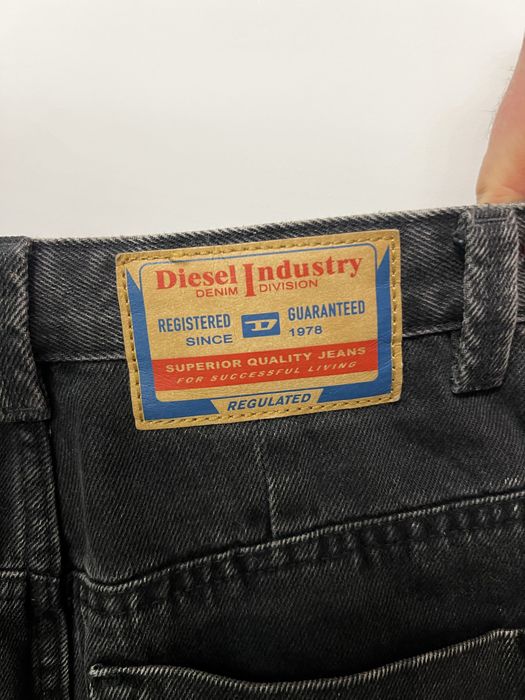 Diesel Industry
DENIM DIVISION
REGISTERED GUARANTEED
SINCE D 1978
SUPERIOR QUALITY JEANS
FOR SUCCESSFUL LIVING
REGULATED